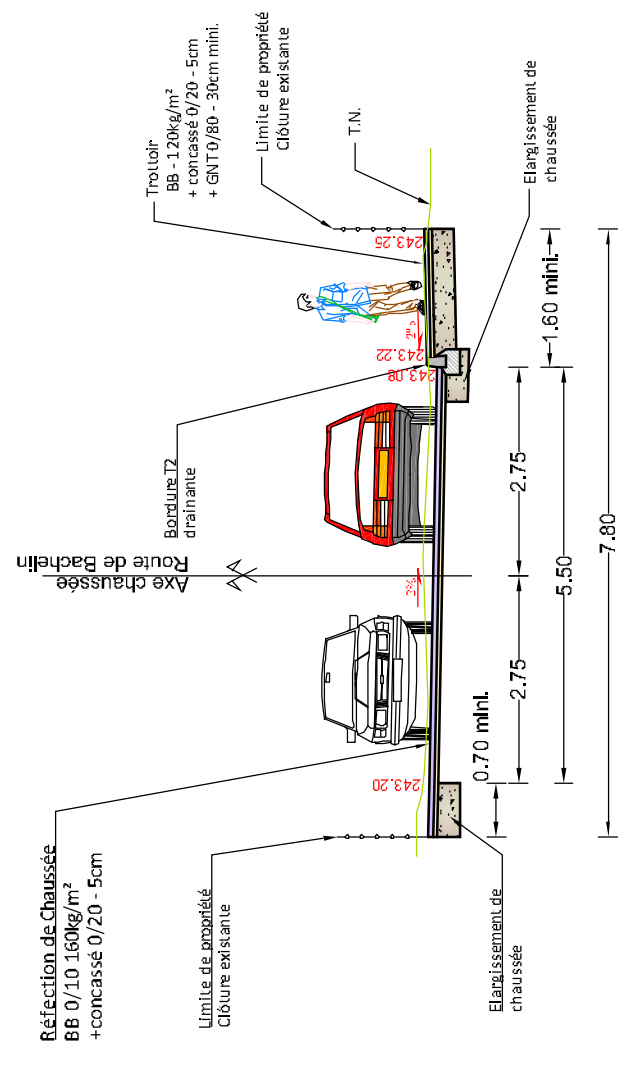 Réfection de Chaussée
BB 0/10 160kg/m²
+concassé 0/20 - 5cm
Limite de propriété
Clôture existante
Elargissement de
chaussée
Axe chaussée
Route de Bachelin
Bordure T2
drainante
Trottoir
BB - 120kg/m²
+ concassé 0/20 - 5cm
+ GNT 0/80 - 30cm mini.
Limite de propriété
Clôture existante
T.N.
Elargissement de
chaussée
243.20
243.08
243.22
243.25
0.70 mini.
2.75
2.75
1.60 mini.
5.50
7.80